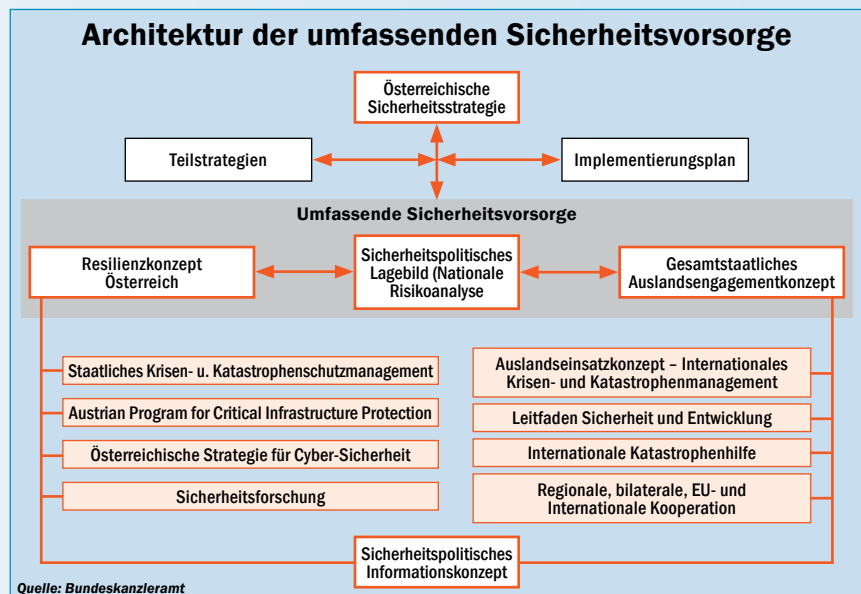 Architektur der umfassenden Sicherheitsvorsorge
Österreichische
Sicherheitsstrategie
Teilstrategien
Implementierungsplan
Umfassende Sicherheitsvorsorge
Resilienzkonzept
Österreich
Sicherheitspolitisches
Lagebild (Nationale
Risikoanalyse
Gesamtstaatliches
Auslandsengagementkonzept
Staatliches Krisen- u. Katastrophenschutzmanagement
Austrian Program for Critical Infrastructure Protection
Österreichische Strategie für Cyber-Sicherheit
Sicherheitsforschung
Auslandseinsatzkonzept – Internationales
Krisen- und Katastrophenmanagement
Leitfaden Sicherheit und Entwicklung
Internationale Katastrophenhilfe
Regionale, bilaterale, EU- und
Internationale Kooperation
Sicherheitspolitisches
Informationskonzept
Quelle: Bundeskanzleramt